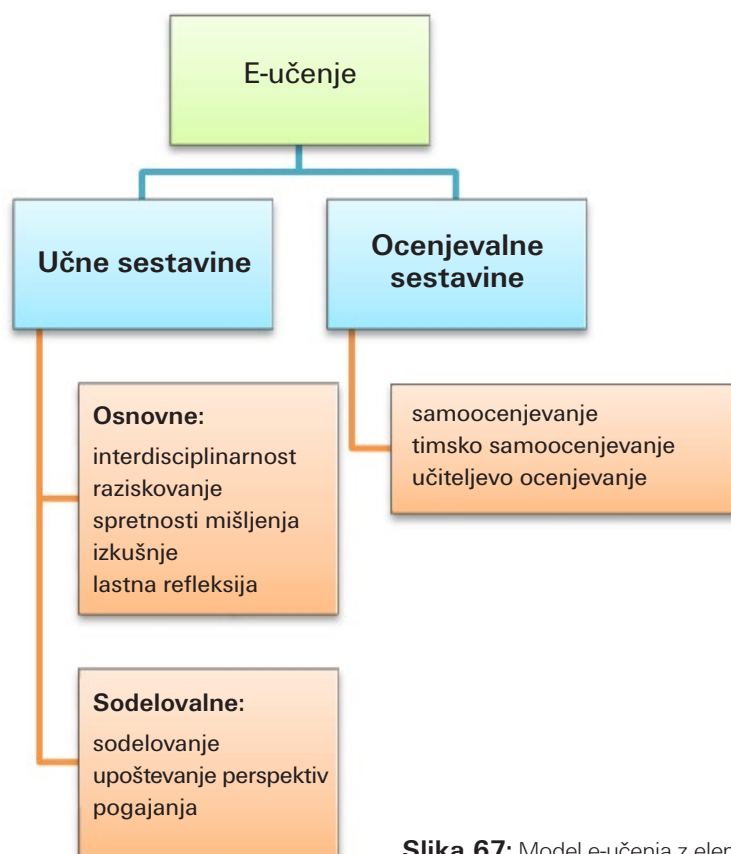 E-učenje
Učne sestavine
Ocenjevalne
sestavine
Osnovne:
interdisciplinarnost
raziskovanje
spretnosti mišljenja
izkušnje
lastna refleksija
samoocenjevanje
timsko samoocenjevanje
učiteljevo ocenjevanje
Sodelovalne:
sodelovanje
upoštevanje perspektiv
pogajanja
Slika 67: Model e-učenja z